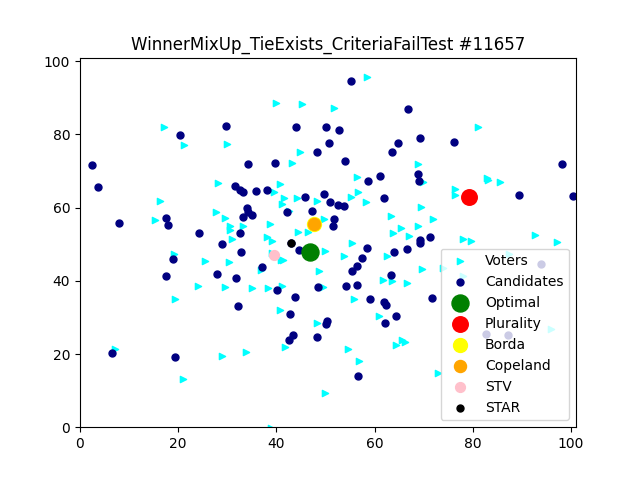 WinnerMixUp_TieExists_CriteriaFailTest #11657
100
80
60
40
20
0
0
20
40
60
80
100
Voters
Candidates
Optimal
Plurality
Borda
Copeland
STV
STAR